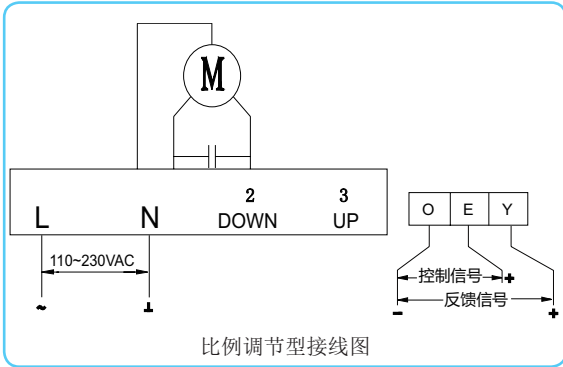 M
2 3
L N DOWN UP
O E Y
110~230VAC
控制信号 +
反馈信号
~ - +
比例调节型接线图